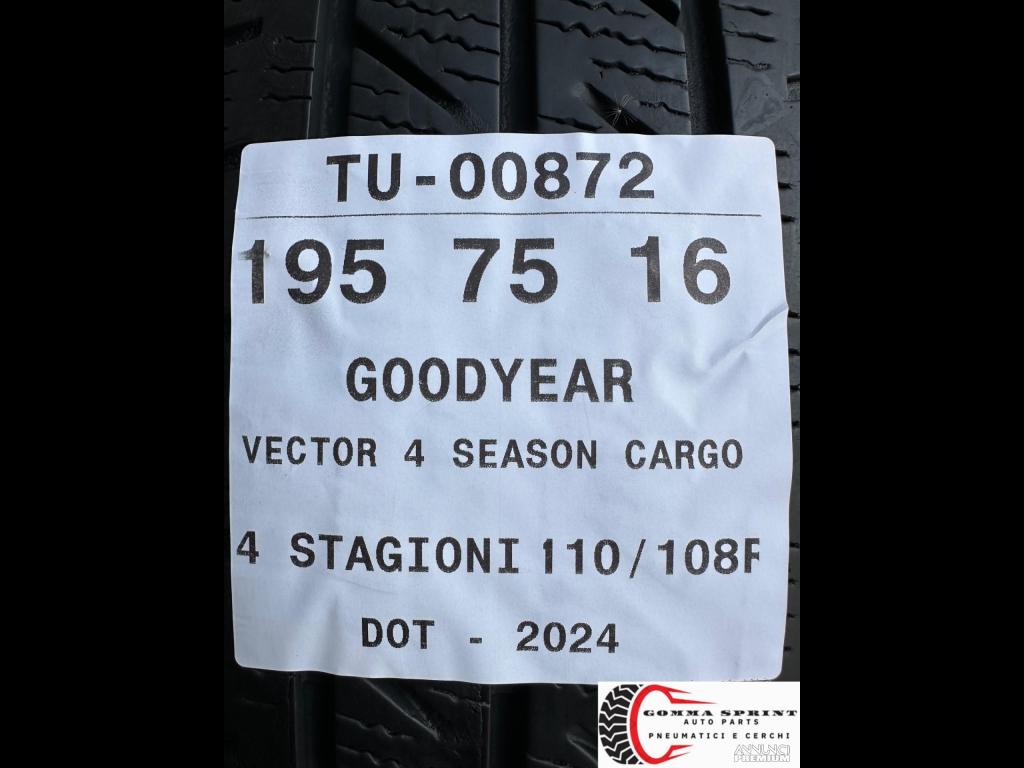 TU-00872
195 75 16
GOODYEAR
VECTOR 4 SEASON CARGO
4 STAGIONI 110/108R
DOT - 2024
GOMMA SPRINT
AUTO PARTS
PNEUMATICI E CERCHI
ANNUNCI
PREMIUM